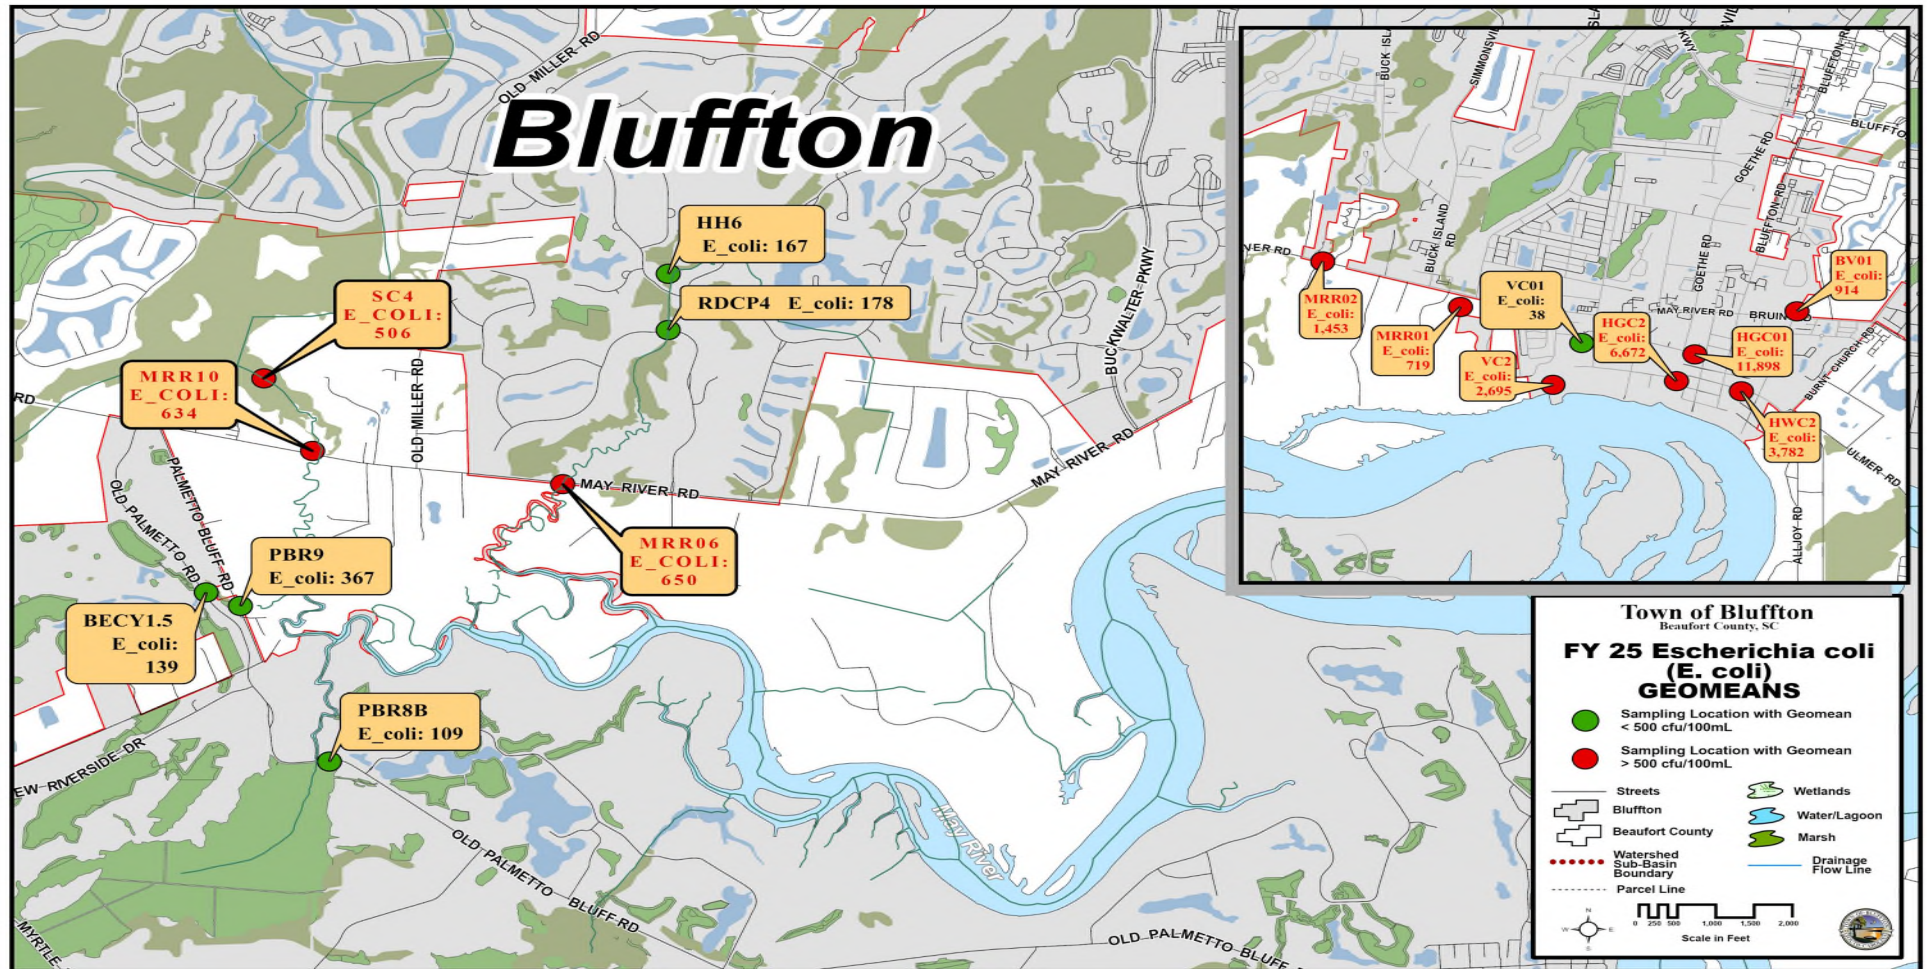 OLD MILLER RD
Bluffton
HH6
E_coli: 167
RDCP4 E_coli: 178
SC4
E_COLI:
506
MRR10
E_COLI:
634
RD
OLD MILLER RD
BUCKWALTER PKWY
MAY RIVER RD
MAY RIVER RD
MRR06
E_COLI:
650
PALMETTO BLUFF RD
OLD PALMETTO RD
PBR9
E_coli: 367
BECY1.5
E_coli:
139
PBR8B
E_coli: 109
EW RIVERSIDE DR
OLD PALMETTO BLUFF RD
MYRTLE
May River
OLD PALMETTO BLUFF
BUCK ISLA
SIMMONSVI
KWY
BLUFFTON R
BLUFFTO
GOETHE RD
BLUFFTON RD
BUCK ISLAND
RD
GOETHE RD
VER RD
MRR02
E_coli:
1,453
MRR01
E_coli:
719
VC01
E_coli:
38
VC2
E_coli:
2,695
HGC2
E_coli:
6,672
MAY RIVER RD
BRUIN
BV01
E_coli:
914
HGC01
E_coli:
11,898
HWC2
E_coli:
3,782
BURNT CHURCH RD
ULMER RD
ALLJOY RD
Town of Bluffton
Beaufort County, SC
FY 25 Escherichia coli
(E. coli)
GEOMEANS
Sampling Location with Geomean
< 500 cfu/100mL
Sampling Location with Geomean
> 500 cfu/100mL
Streets
Bluffton
Beaufort County
Watershed
Sub-Basin
Boundary
Parcel Line
Wetlands
Water/Lagoon
Marsh
Drainage
Flow Line
N
W E
S
0 250 500 1,000 1,500 2,000
Scale in Feet